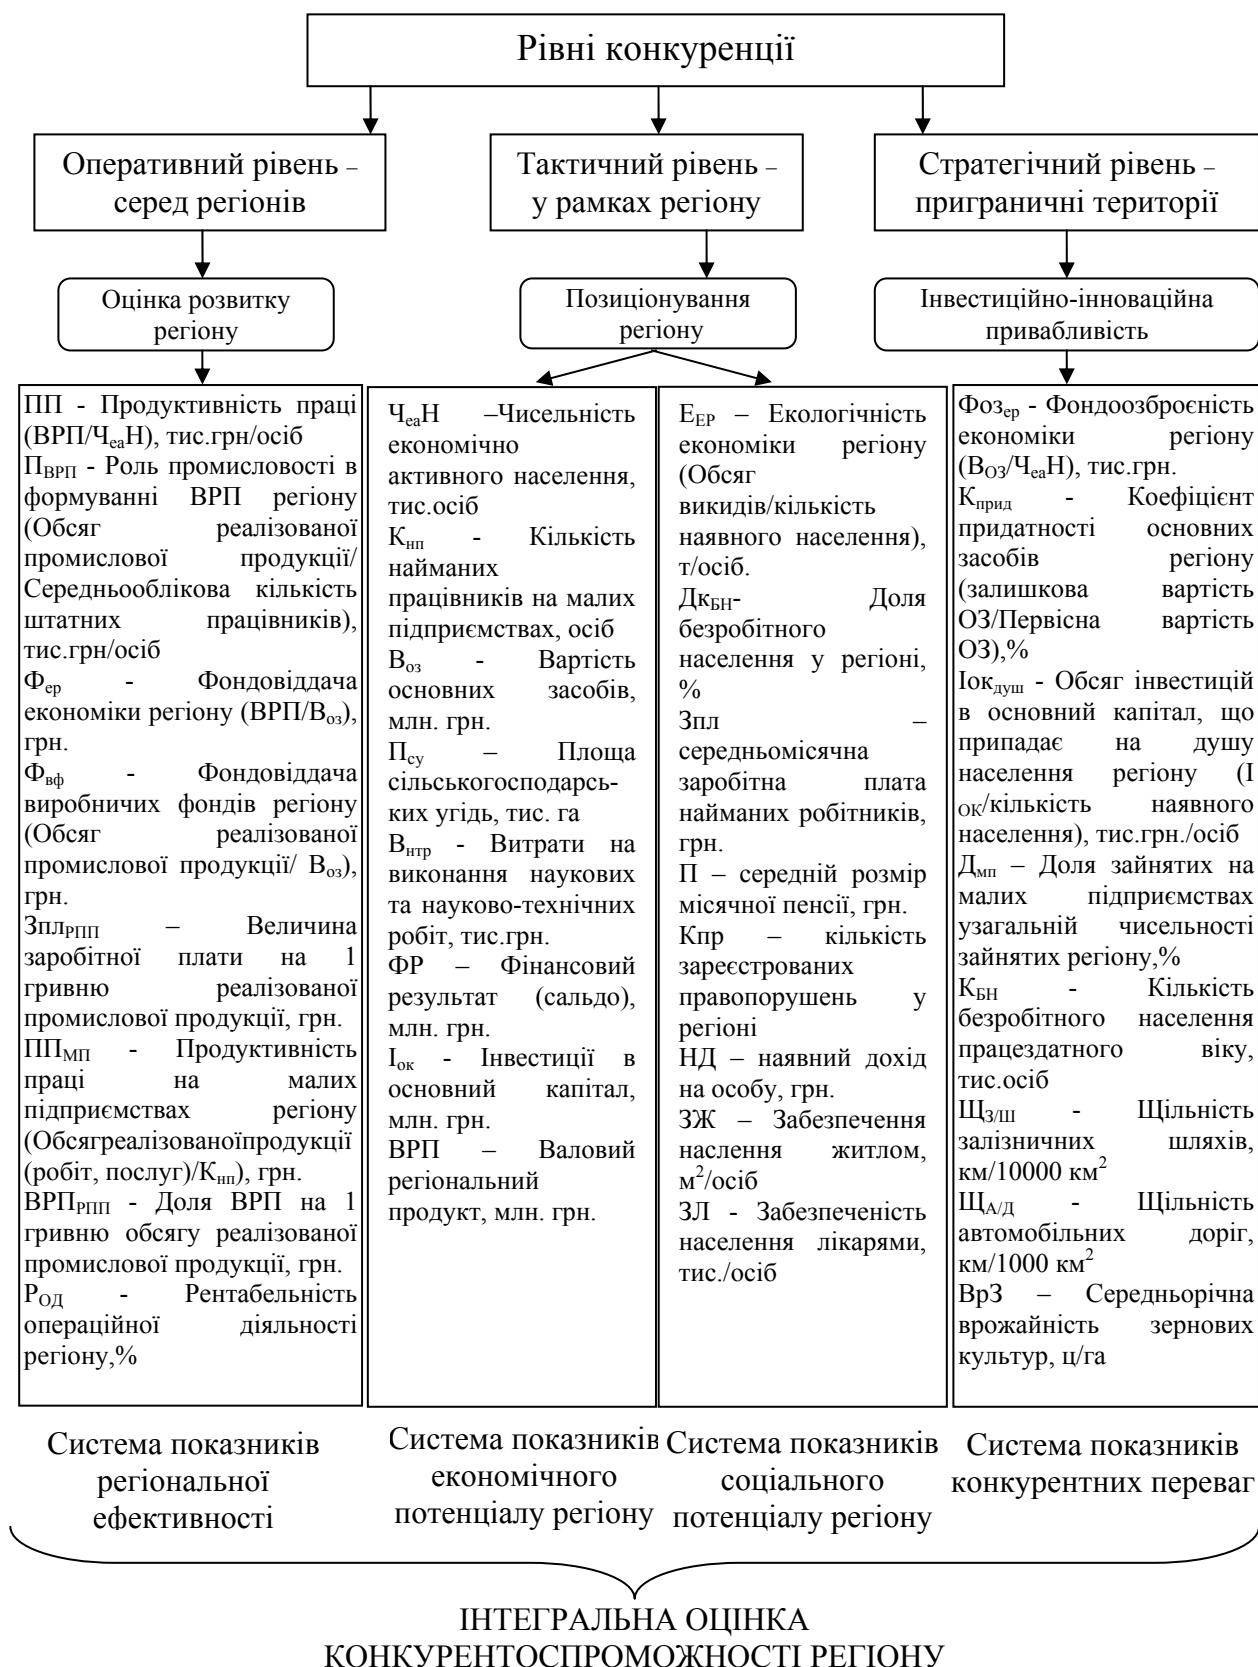 Рівні конкуренції
Оперативний рівень –
серед регіонів
Тактичний рівень –
у рамках регіону
Стратегічний рівень –
приграничні території
Оцінка розвитку
регіону
Позиціонування
регіону
Інвестиційно-інноваційна
привабливість
ПП - Продуктивність праці
(ВРП/ЧеаН), тис.грн/осіб
ПВРП - Роль промисловості в
формуванні ВРП регіону
(Обсяг реалізованої
промислової продукції/
Середньооблікова кількість
штатних працівників),
тис.грн/осіб
Фер - Фондовіддача
економіки регіону (ВРП/Воз),
грн.
Фвф - Фондовіддача
виробничих фондів регіону
(Обсяг реалізованої
промислової продукції/ Воз),
грн.
ЗплРПП – Величина
заробітної плати на 1
гривню реалізованої
промислової продукції, грн.
ППМП - Продуктивність
праці на малих
підприємствах регіону
(Обсягреалізованоїпродукції
(робіт, послуг)/Кнп), грн.
ВРПРПП - Доля ВРП на 1
гривню обсягу реалізованої
промислової продукції, грн.
РОД - Рентабельність
операційної діяльності
регіону,%
ЧеаН –Чисельність
економічно
активного населення,
тис.осіб
Кнп - Кількість
найманих
працівників на малих
підприємствах, осіб
Воз - Вартість
основних засобів,
млн. грн.
Псу – Площа
сільськогосподарсь-
ких угідь, тис. га
Внтр - Витрати на
виконання наукових
та науково-технічних
робіт, тис.грн.
ФР – Фінансовий
результат (сальдо),
млн. грн.
Іок - Інвестиції в
основний капітал,
млн. грн.
ВРП – Валовий
регіональний
продукт, млн. грн.
ЕЕР – Екологічність
економіки регіону
(Обсяг
викидів/кількість
наявного населення),
т/осіб.
ДкБН- Доля
безробітного
населення у регіоні,
%
Зпл –
середньомісячна
заробітна плата
найманих робітників,
грн.
П – середній розмір
місячної пенсії, грн.
Кпр – кількість
зареєстрованих
правопорушень у
регіоні
НД – наявний дохід
на особу, грн.
ЗЖ – Забезпечення
наслення житлом,
м²/осіб
ЗЛ - Забезпеченість
населення лікарями,
тис./осіб
Фозер - Фондоозброєність
економіки регіону
(ВОЗ/ЧеаН), тис.грн.
Кприд - Коефіцієнт
придатності основних
засобів регіону
(залишкова вартість
ОЗ/Первісна вартість
ОЗ),%
Іокдуш - Обсяг інвестицій
в основний капітал, що
припадає на душу
населення регіону (І
ОК/кількість наявного
населення), тис.грн./осіб
Дмп – Доля зайнятих на
малих підприємствах
узагальній чисельності
зайнятих регіону,%
КБН - Кількість
безробітного населення
працездатного віку,
тис.осіб
ЩЗ/Ш - Щільність
залізничних шляхів,
км/10000 км²
ЩА/Д - Щільність
автомобільних доріг,
км/1000 км²
ВрЗ – Середньорічна
врожайність зернових
культур, ц/га
Система показників
регіональної
ефективності
Система показників
економічного
потенціалу регіону
Система показників
соціального
потенціалу регіону
Система показників
конкурентних переваг
ІНТЕГРАЛЬНА ОЦІНКА
КОНКУРЕНТОСПРОМОЖНОСТІ РЕГІОНУ